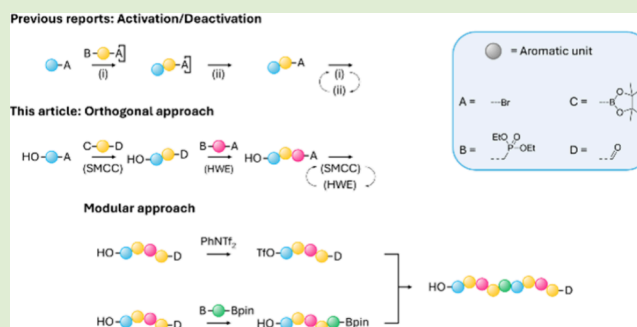 Previous reports: Activation/Deactivation
B A
A (i) A (ii) A (i)
(ii)
= Aromatic unit
A = Br C = B O O
B = EtO O P OEt D = O
This article: Orthogonal approach
HO A C D (SMCC) HO D B A (HWE) HO A (SMCC)
(HWE)
Modular approach
HO D PhNTf₂ TfO D
HO D
HO D B Bpin HO Bpin